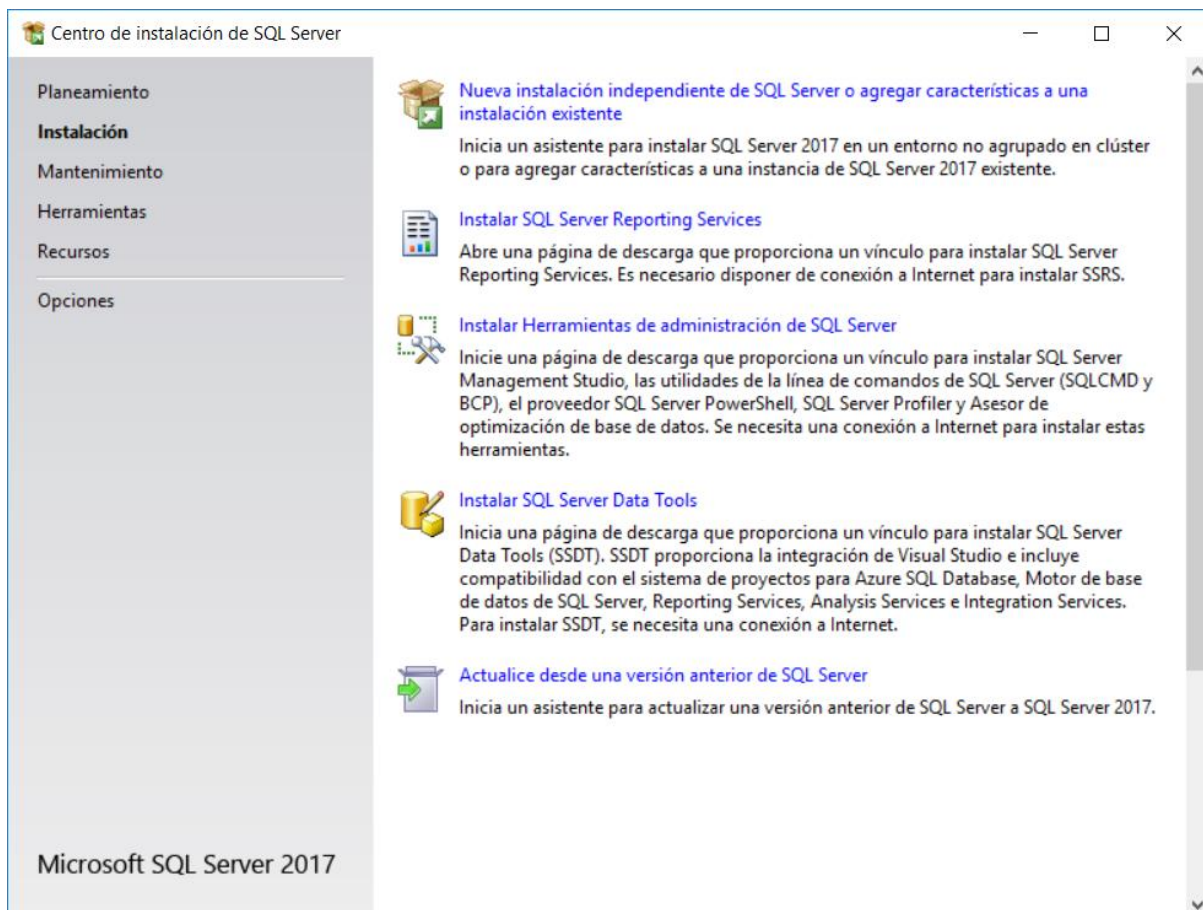 Centro de instalación de SQL Server
Planeamiento
Instalación
Mantenimiento
Herramientas
Recursos
Opciones
Microsoft SQL Server 2017
Nueva instalación independiente de SQL Server o agregar características a una
instalación existente
Inicia un asistente para instalar SQL Server 2017 en un entorno no agrupado en clúster
o para agregar características a una instancia de SQL Server 2017 existente.
Instalar SQL Server Reporting Services
Abre una página de descarga que proporciona un vínculo para instalar SQL Server
Reporting Services. Es necesario disponer de conexión a Internet para instalar SSRS.
Instalar Herramientas de administración de SQL Server
Inicie una página de descarga que proporciona un vínculo para instalar SQL Server
Management Studio, las utilidades de la línea de comandos de SQL Server (SQLCMD y
BCP), el proveedor SQL Server PowerShell, SQL Server Profiler y Asesor de
optimización de base de datos. Se necesita una conexión a Internet para instalar estas
herramientas.
Instalar SQL Server Data Tools
Inicia una página de descarga que proporciona un vínculo para instalar SQL Server
Data Tools (SSDT). SSDT proporciona la integración de Visual Studio e incluye
compatibilidad con el sistema de proyectos para Azure SQL Database, Motor de base
de datos de SQL Server, Reporting Services, Analysis Services e Integration Services.
Para instalar SSDT, se necesita una conexión a Internet.
Actualice desde una versión anterior de SQL Server
Inicia un asistente para actualizar una versión anterior de SQL Server a SQL Server 2017.